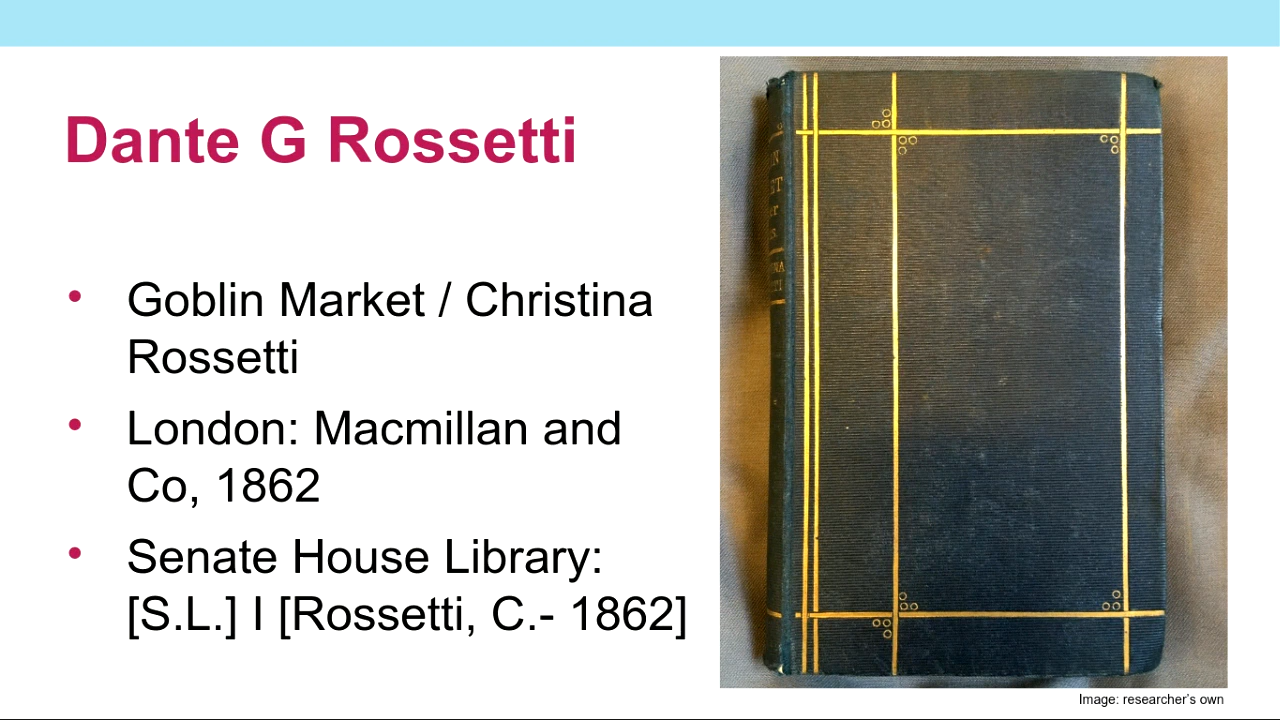 Dante G Rossetti
• Goblin Market / Christina
Rossetti
• London: Macmillan and
Co, 1862
• Senate House Library:
[S.L.] I [Rossetti, C.- 1862]
Image: researcher's own